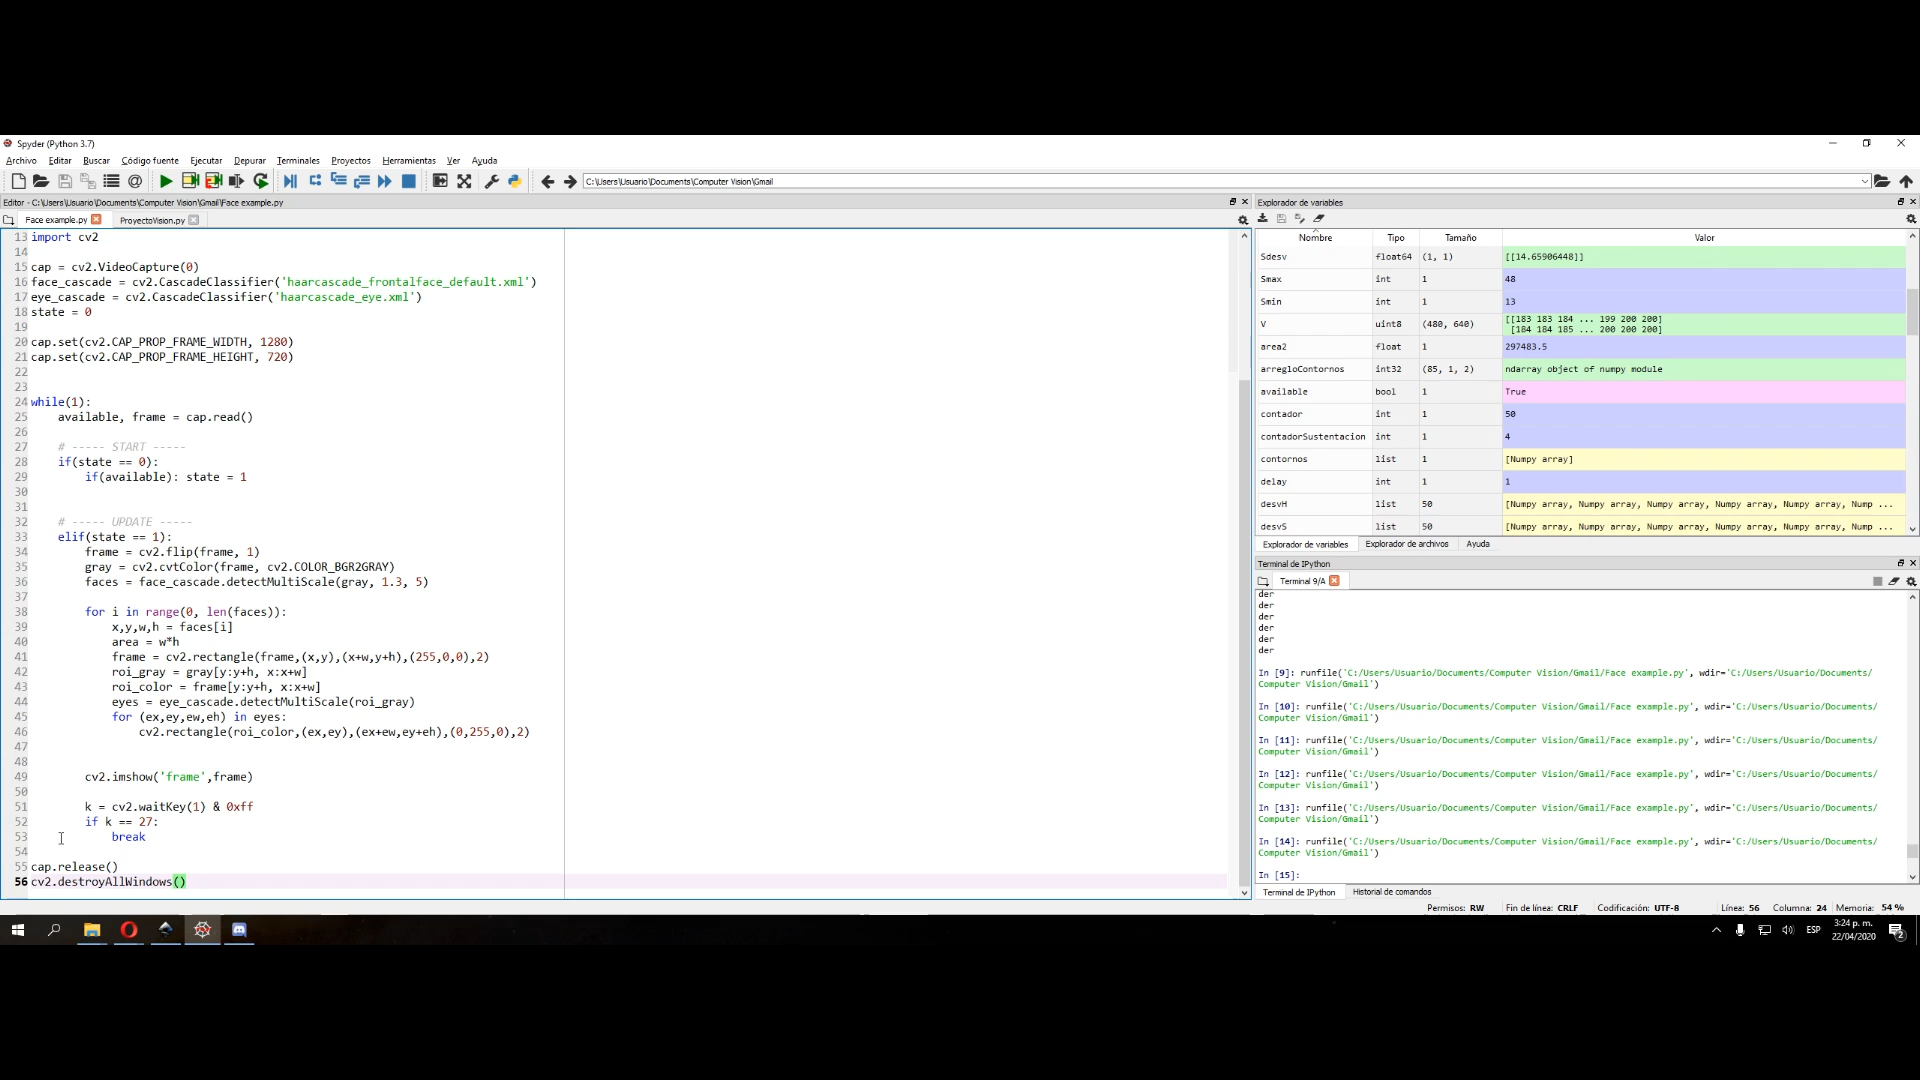 Spyder (Python 3.7)
Archivo Editar Buscar Código fuente Ejecutar Depurar Terminales Proyectos Herramientas Ver Ayuda
C:\Users\Usuario\Documents\Computer Vision\Gmail
Editor - C:\Users\Usuario\Documents\Computer Vision\Gmail\Face example.py
Face example.py ProyectoVision.py
13 import cv2
14
15 cap = cv2.VideoCapture(0)
16 face_cascade = cv2.CascadeClassifier('haarcascade_frontalface_default.xml')
17 eye_cascade = cv2.CascadeClassifier('haarcascade_eye.xml')
18 state = 0
19
20 cap.set(cv2.CAP_PROP_FRAME_WIDTH, 1280)
21 cap.set(cv2.CAP_PROP_FRAME_HEIGHT, 720)
22
23
24 while(1):
25 available, frame = cap.read()
26
27 # ----- START -----
28 if(state == 0):
29 if(available): state = 1
30
31
32 # ----- UPDATE -----
33 elif(state == 1):
34 frame = cv2.flip(frame, 1)
35 gray = cv2.cvtColor(frame, cv2.COLOR_BGR2GRAY)
36 faces = face_cascade.detectMultiScale(gray, 1.3, 5)
37
38 for i in range(0, len(faces)):
39 x,y,w,h = faces[i]
40 area = w*h
41 frame = cv2.rectangle(frame,(x,y),(x+w,y+h),(255,0,0),2)
42 roi_gray = gray[y:y+h, x:x+w]
43 roi_color = frame[y:y+h, x:x+w]
44 eyes = eye_cascade.detectMultiScale(roi_gray)
45 for (ex,ey,ew,eh) in eyes:
46 cv2.rectangle(roi_color,(ex,ey),(ex+ew,ey+eh),(0,255,0),2)
47
48
49 cv2.imshow('frame',frame)
50
51 k = cv2.waitKey(1) & 0xff
52 if k == 27:
53 break
54
55 cap.release()
56 cv2.destroyAllWindows()
Explorador de variables
Nombre Tipo Tamaño Valor
Sdesv float64 (1, 1) [[14.65906448]]
Smax int 1 48
Smin int 1 13
V uint8 (480, 640) [[183 183 184 ... 199 200 200]
[184 184 185 ... 200 200 200]
area2 float 1 297483.5
arregloContornos int32 (85, 1, 2) ndarray object of numpy module
available bool 1 True
contador int 1 50
contadorSustentacion int 1 4
contornos list 1 [Numpy array]
delay int 1 1
desvH list 50 [Numpy array, Numpy array, Numpy array, Numpy array, Numpy array, Nump ...
desvS list 50 [Numpy array, Numpy array, Numpy array, Numpy array, Numpy array, Nump ...
Explorador de variables Explorador de archivos Ayuda
Terminal de IPython
Terminal 9/A
der
der
der
der
der
der
In [9]: runfile('C:/Users/Usuario/Documents/Computer Vision/Gmail/Face example.py', wdir='C:/Users/Usuario/Documents/
Computer Vision/Gmail')
In [10]: runfile('C:/Users/Usuario/Documents/Computer Vision/Gmail/Face example.py', wdir='C:/Users/Usuario/Documents/
Computer Vision/Gmail')
In [11]: runfile('C:/Users/Usuario/Documents/Computer Vision/Gmail/Face example.py', wdir='C:/Users/Usuario/Documents/
Computer Vision/Gmail')
In [12]: runfile('C:/Users/Usuario/Documents/Computer Vision/Gmail/Face example.py', wdir='C:/Users/Usuario/Documents/
Computer Vision/Gmail')
In [13]: runfile('C:/Users/Usuario/Documents/Computer Vision/Gmail/Face example.py', wdir='C:/Users/Usuario/Documents/
Computer Vision/Gmail')
In [14]: runfile('C:/Users/Usuario/Documents/Computer Vision/Gmail/Face example.py', wdir='C:/Users/Usuario/Documents/
Computer Vision/Gmail')
In [15]:
Terminal de IPython Historial de comandos
Permisos: RW Fin de línea: CRLF Codificación: UTF-8 Línea: 56 Columna: 24 Memoria: 54 %
ESP
3:24 p. m.
22/04/2020
2